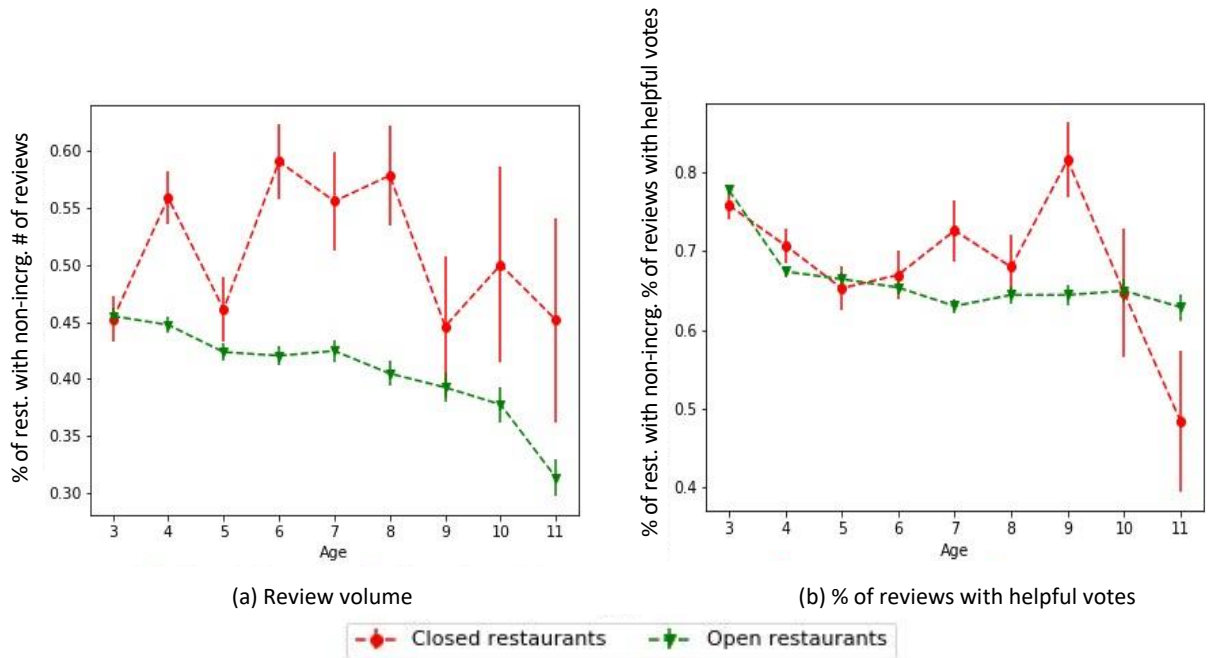 % of rest. with non-incrg. # of reviews
0.60
0.55
0.50
0.45
0.40
0.35
0.30
3 4 5 6 7 8 9 10 11
Age
(a) Review volume
% of rest. with non-incrg. % of reviews with helpful votes
0.8
0.7
0.6
0.5
0.4
3 4 5 6 7 8 9 10 11
Age
(b) % of reviews with helpful votes
Closed restaurants Open restaurants